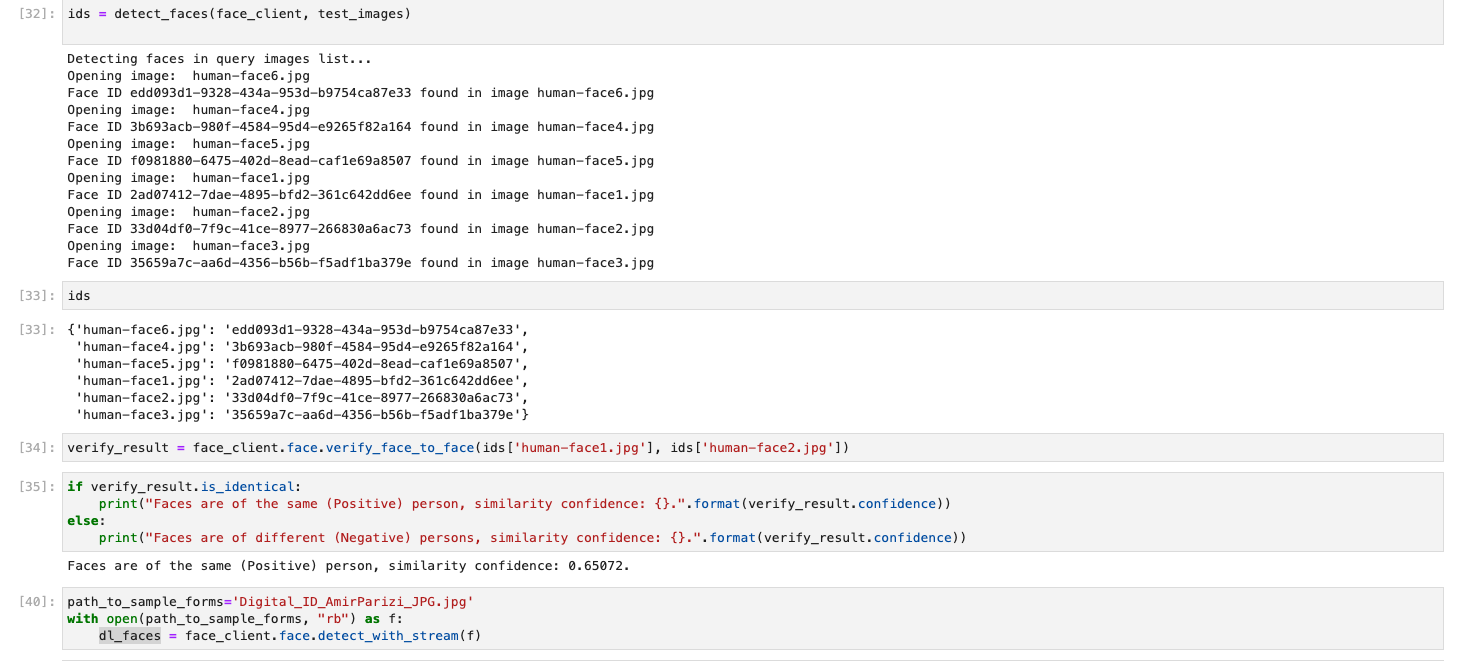 [32]: ids = detect_faces(face_client, test_images)
Detecting faces in query images list...
Opening image:  human-face6.jpg
Face ID edd093d1-9328-434a-953d-b9754ca87e33 found in image human-face6.jpg
Opening image:  human-face4.jpg
Face ID 3b693acb-980f-4584-95d4-e9265f82a164 found in image human-face4.jpg
Opening image:  human-face5.jpg
Face ID f0981880-6475-402d-8ead-caf1e69a8507 found in image human-face5.jpg
Opening image:  human-face1.jpg
Face ID 2ad07412-7dae-4895-bfd2-361c642dd6ee found in image human-face1.jpg
Opening image:  human-face2.jpg
Face ID 33d04df0-7f9c-41ce-8977-266830a6ac73 found in image human-face2.jpg
Opening image:  human-face3.jpg
Face ID 35659a7c-aa6d-4356-b56b-f5adf1ba379e found in image human-face3.jpg
[33]: ids
[33]: {'human-face6.jpg': 'edd093d1-9328-434a-953d-b9754ca87e33',
 'human-face4.jpg': '3b693acb-980f-4584-95d4-e9265f82a164',
 'human-face5.jpg': 'f0981880-6475-402d-8ead-caf1e69a8507',
 'human-face1.jpg': '2ad07412-7dae-4895-bfd2-361c642dd6ee',
 'human-face2.jpg': '33d04df0-7f9c-41ce-8977-266830a6ac73',
 'human-face3.jpg': '35659a7c-aa6d-4356-b56b-f5adf1ba379e'}
[34]: verify_result = face_client.face.verify_face_to_face(ids['human-face1.jpg'], ids['human-face2.jpg'])
[35]: if verify_result.is_identical:
    print("Faces are of the same (Positive) person, similarity confidence: {}.".format(verify_result.confidence))
else:
    print("Faces are of different (Negative) persons, similarity confidence: {}.".format(verify_result.confidence))
Faces are of the same (Positive) person, similarity confidence: 0.65072.
[40]: path_to_sample_forms='Digital_ID_AmirParizi_JPG.jpg'
with open(path_to_sample_forms, "rb") as f:
    dl_faces = face_client.face.detect_with_stream(f)